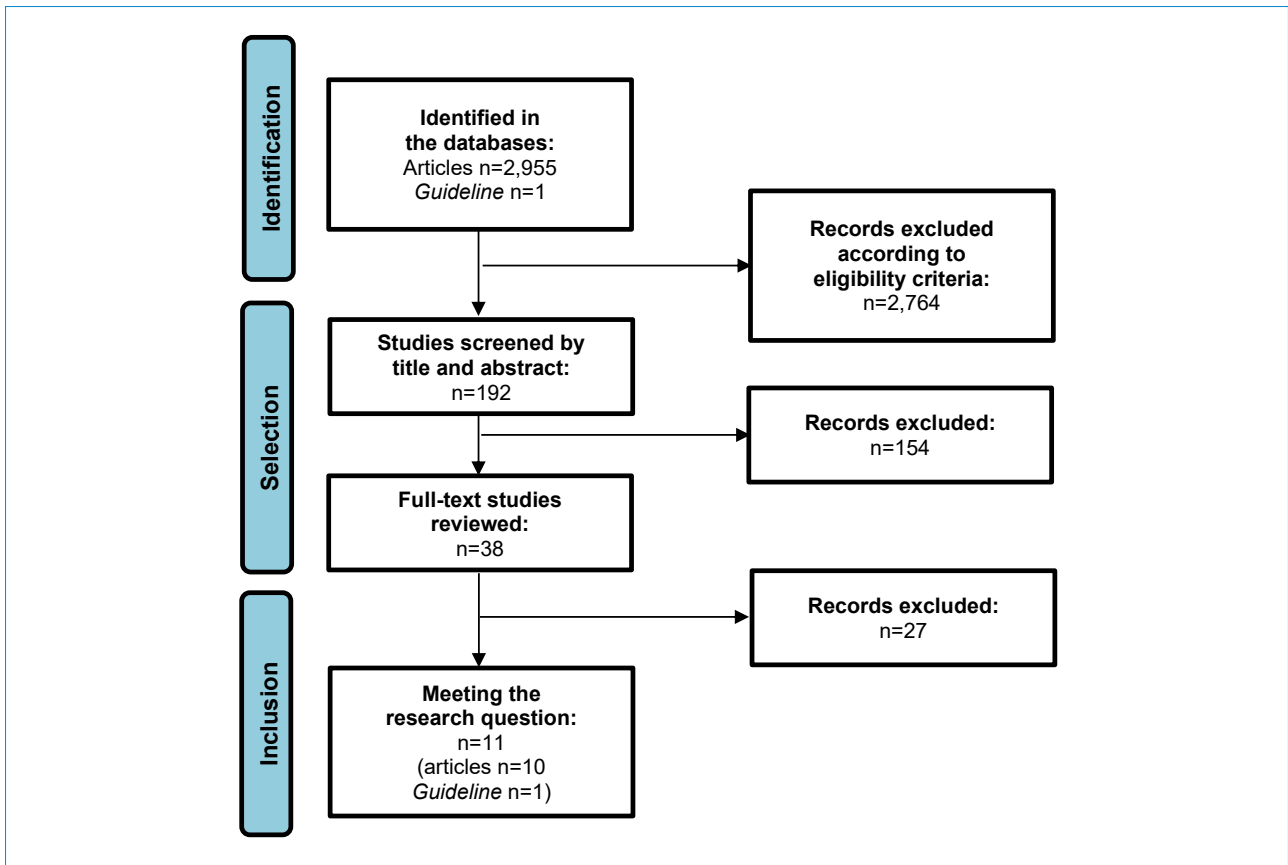 Identification
Identified in
the databases:
Articles n=2,955
Guideline n=1
Records excluded
according to
eligibility criteria:
n=2,764
Selection
Studies screened by
title and abstract:
n=192
Records excluded:
n=154
Full-text studies
reviewed:
n=38
Records excluded:
n=27
Inclusion
Meeting the
research question:
n=11
(articles n=10
Guideline n=1)